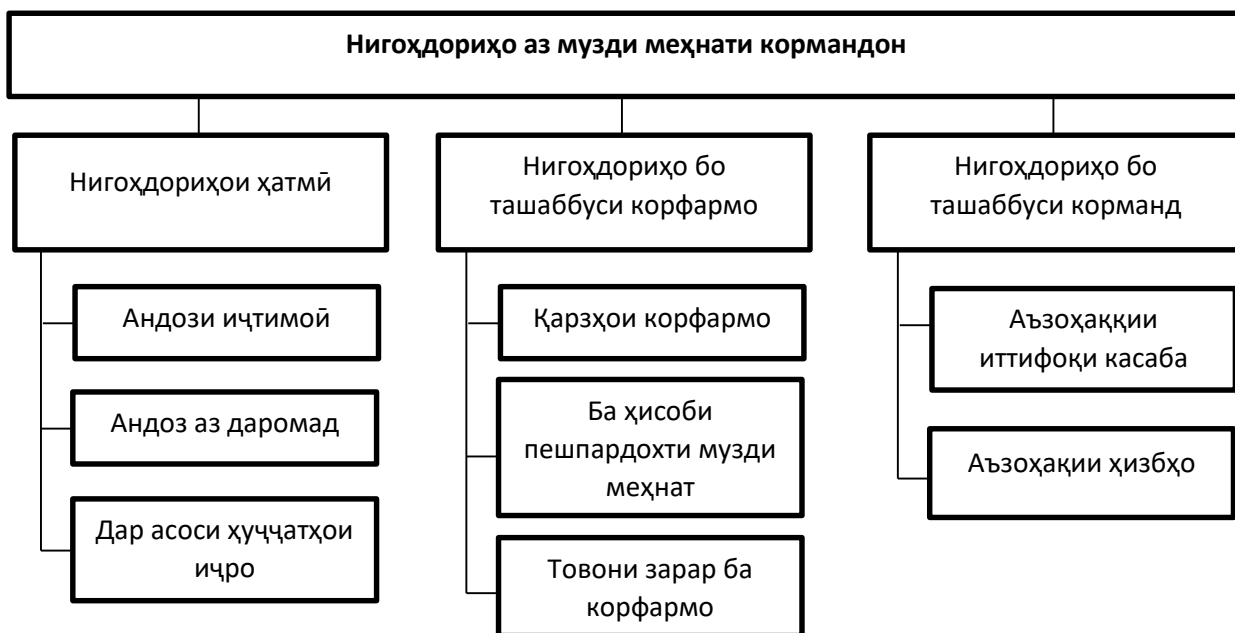 Нигоҳдориҳо аз музди меҳнати кормандон
Нигоҳдориҳои ҳатмӣ
Андози иҷтимоӣ
Андоз аз даромад
Дар асоси ҳуҷҷатҳои
иҷро
Нигоҳдориҳо бо
ташаббуси корфармо
Қарзҳои корфармо
Ба ҳисоби
пешпардохти музди
меҳнат
Товони зарар ба
корфармо
Нигоҳдориҳо бо
ташаббуси корманд
Аъзоҳаққии
иттифоқи касаба
Аъзоҳақии ҳизбҳо